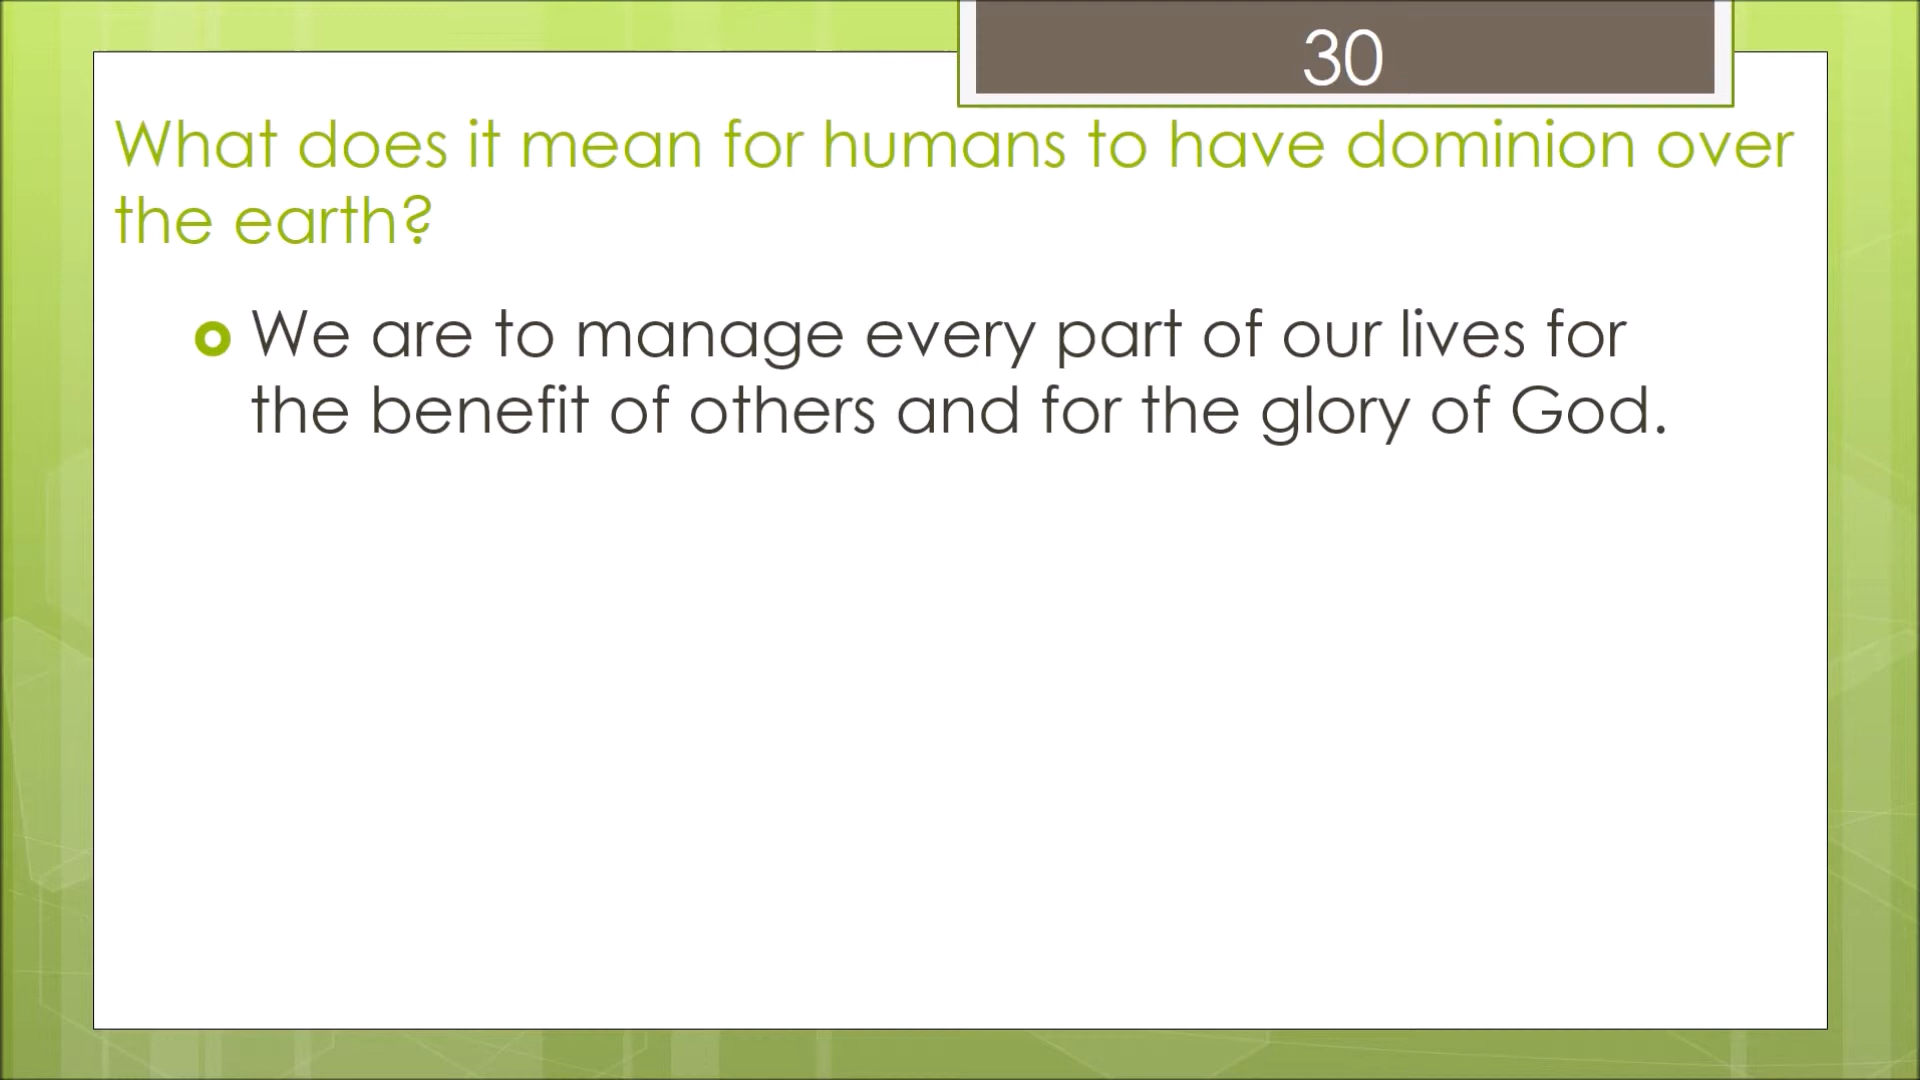 30
What does it mean for humans to have dominion over
the earth?
We are to manage every part of our lives for
the benefit of others and for the glory of God.